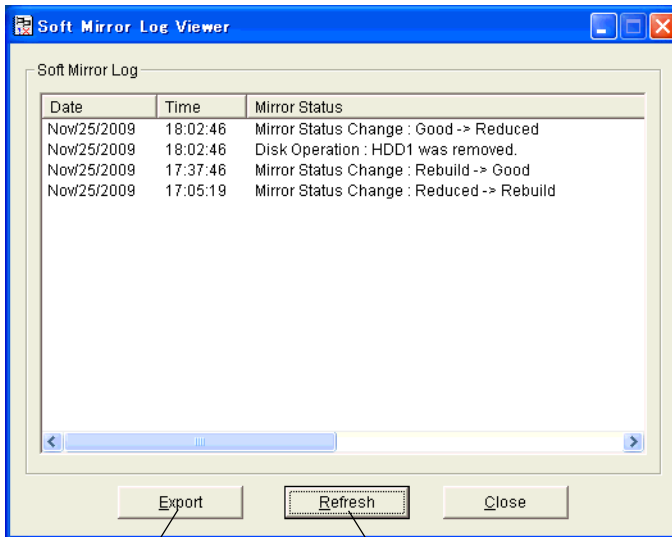 Soft Mirror Log Viewer
Soft Mirror Log
Date Time Mirror Status
Nov/25/2009 18:02:46 Mirror Status Change : Good -> Reduced
Nov/25/2009 18:02:46 Disk Operation : HDD1 was removed.
Nov/25/2009 17:37:46 Mirror Status Change : Rebuild -> Good
Nov/25/2009 17:05:19 Mirror Status Change : Reduced -> Rebuild
Export Refresh Close